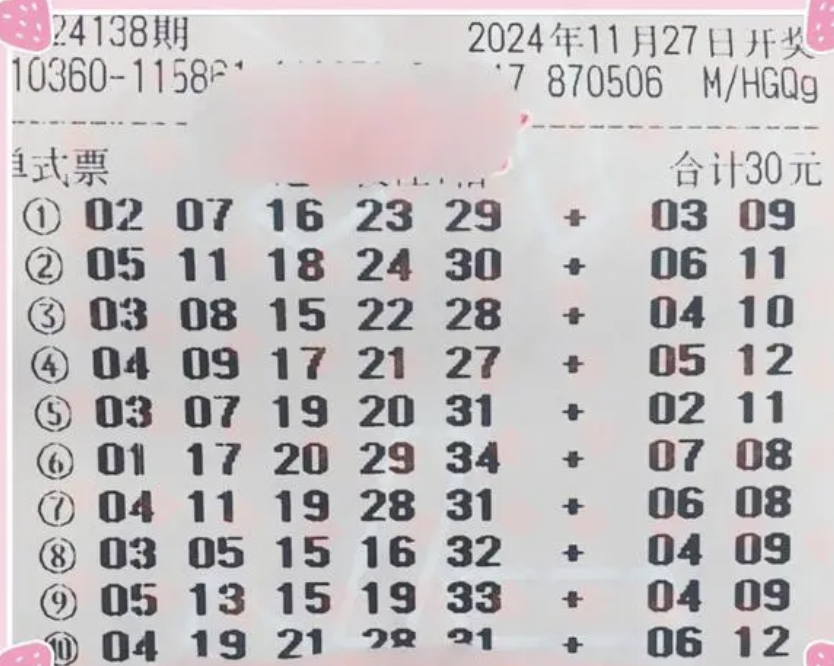 24138期 2024年11月27日开奖
10360-11586 17 870506 M/HGQg
单式票 合计30元
① 02 07 16 23 29 + 03 09
② 05 11 18 24 30 + 06 11
③ 03 08 15 22 28 + 04 10
④ 04 09 17 21 27 + 05 12
⑤ 03 07 19 20 31 + 02 11
⑥ 01 17 20 29 34 + 07 08
⑦ 04 11 19 28 31 + 06 08
⑧ 03 05 15 16 32 + 04 09
⑨ 05 13 15 19 33 + 04 09
⑩ 04 19 21 28 31 + 06 12